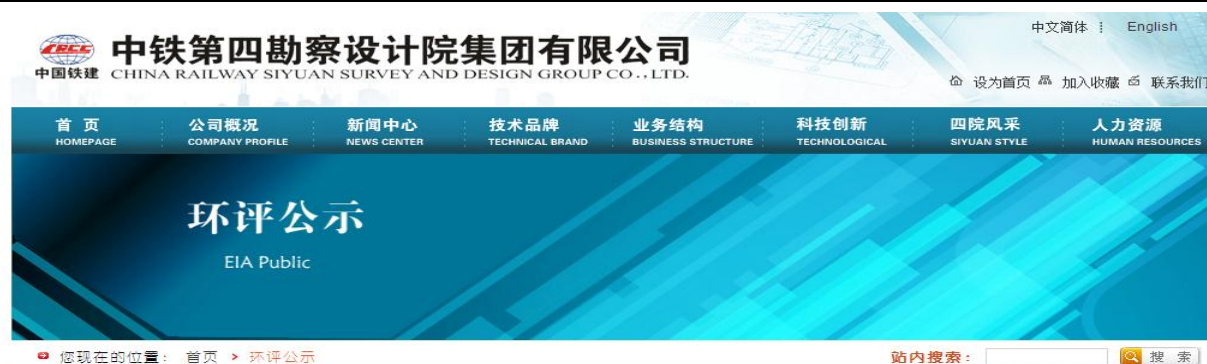 中文简体 ⁞ English
CRCC
中国铁建
中铁第四勘察设计院集团有限公司
CHINA RAILWAY SIYUAN SURVEY AND DESIGN GROUP CO.,LTD.
设为首页 加入收藏 联系我们
首 页 公司概况 新闻中心 技术品牌 业务结构 科技创新 四院风采 人力资源
HOMEPAGE COMPANY PROFILE NEWS CENTER TECHNICAL BRAND BUSINESS STRUCTURE TECHNOLOGICAL SIYUAN STYLE HUMAN RESOURCES
环评公示
EIA Public
您现在的位置： 首页 > 环评公示 站内搜索： 搜 索